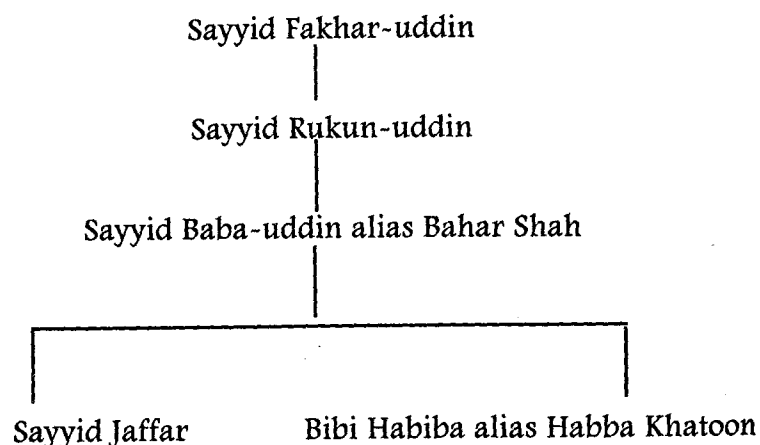 Sayyid Fakhar-uddin
Sayyid Rukun-uddin
Sayyid Baba-uddin alias Bahar Shah
Sayyid Jaffar Bibi Habiba alias Habba Khatoon